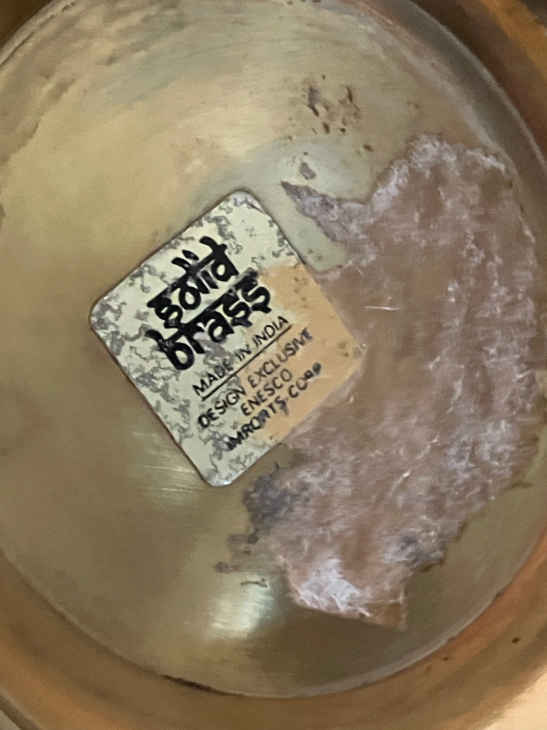 solid
brass
MADE IN INDIA
DESIGN EXCLUSIVE
ENESCO
IMPORTS CORP